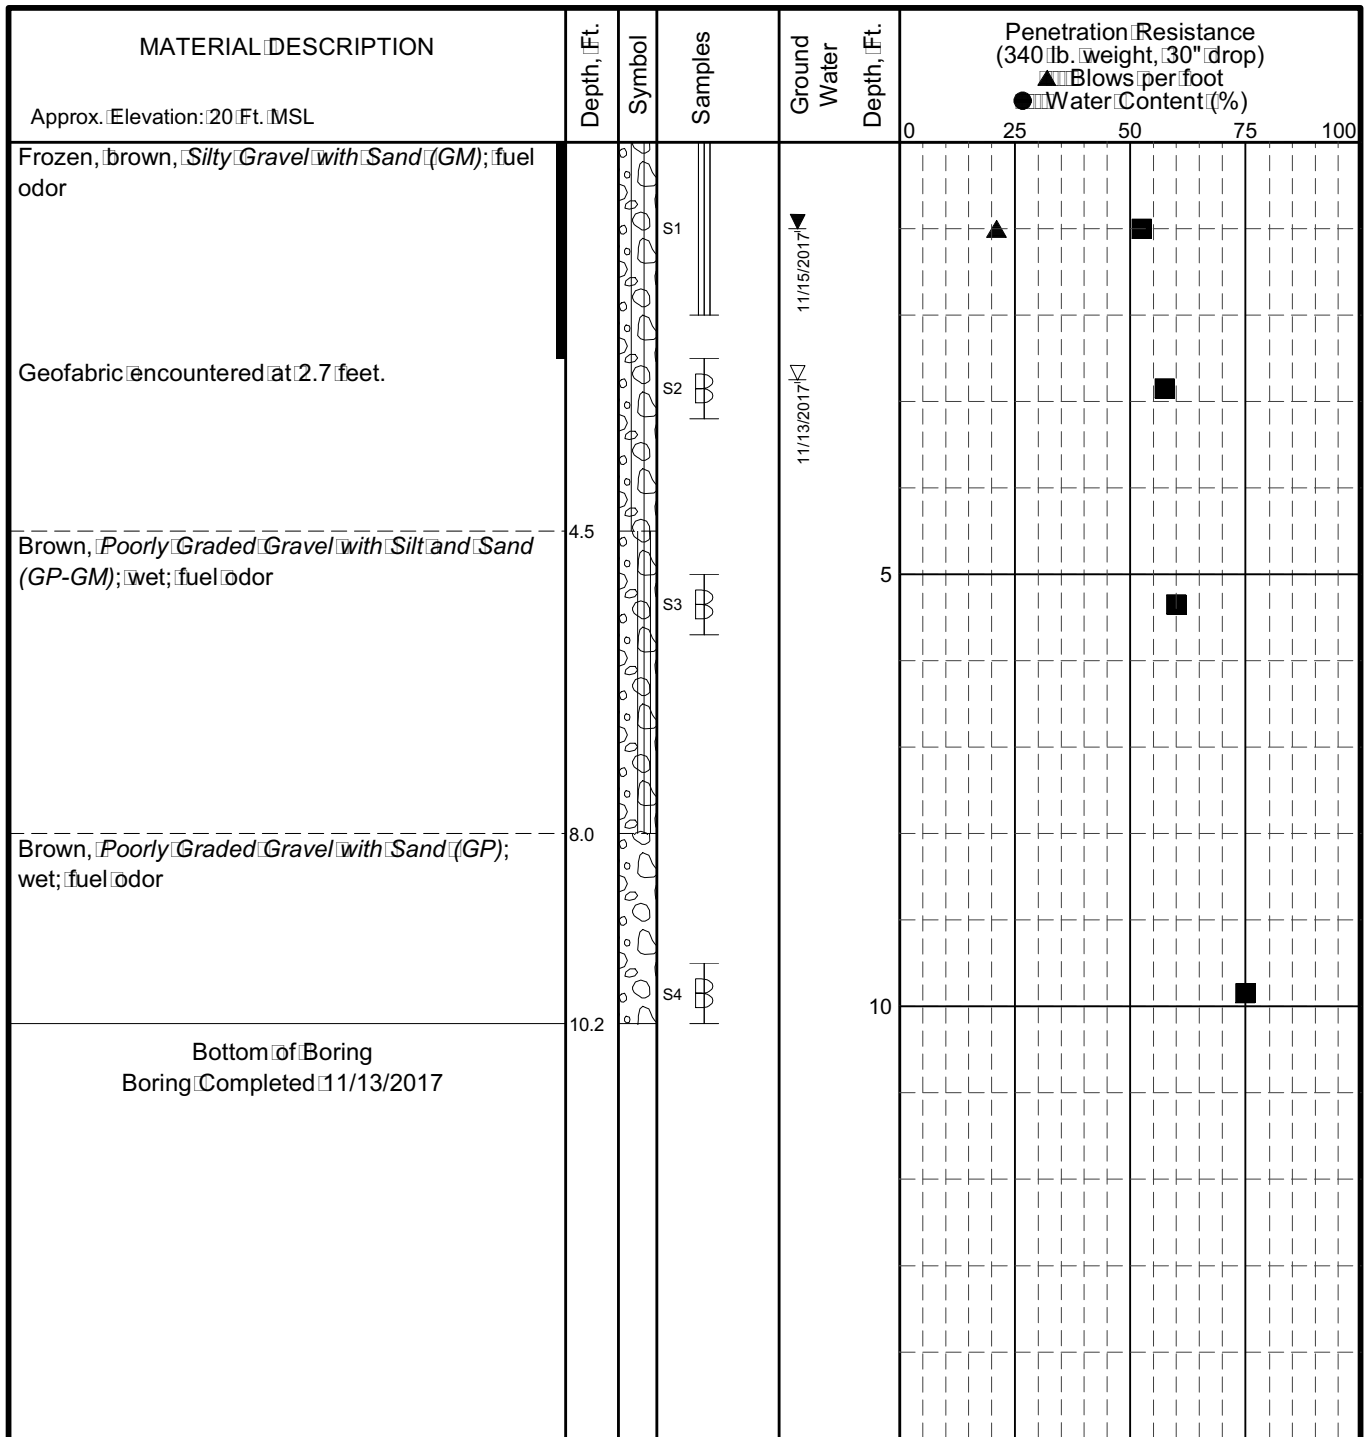 MATERIAL DESCRIPTION
Approx. Elevation: 20 Ft. MSL
Depth, Ft.
Symbol
Samples
Ground
Water
Depth, Ft.
Penetration Resistance
(340 lb. weight, 30" drop)
▲ Blows per foot
● Water Content (%)
0 25 50 75 100
Frozen, brown, Silty Gravel with Sand (GM); fuel
odor
S1
11/15/2017
Geofabric encountered at 2.7 feet.
S2
11/13/2017
4.5
Brown, Poorly Graded Gravel with Silt and Sand
(GP-GM); wet; fuel odor
5
S3
8.0
Brown, Poorly Graded Gravel with Sand (GP);
wet; fuel odor
S4
10
10.2
Bottom of Boring
Boring Completed 11/13/2017